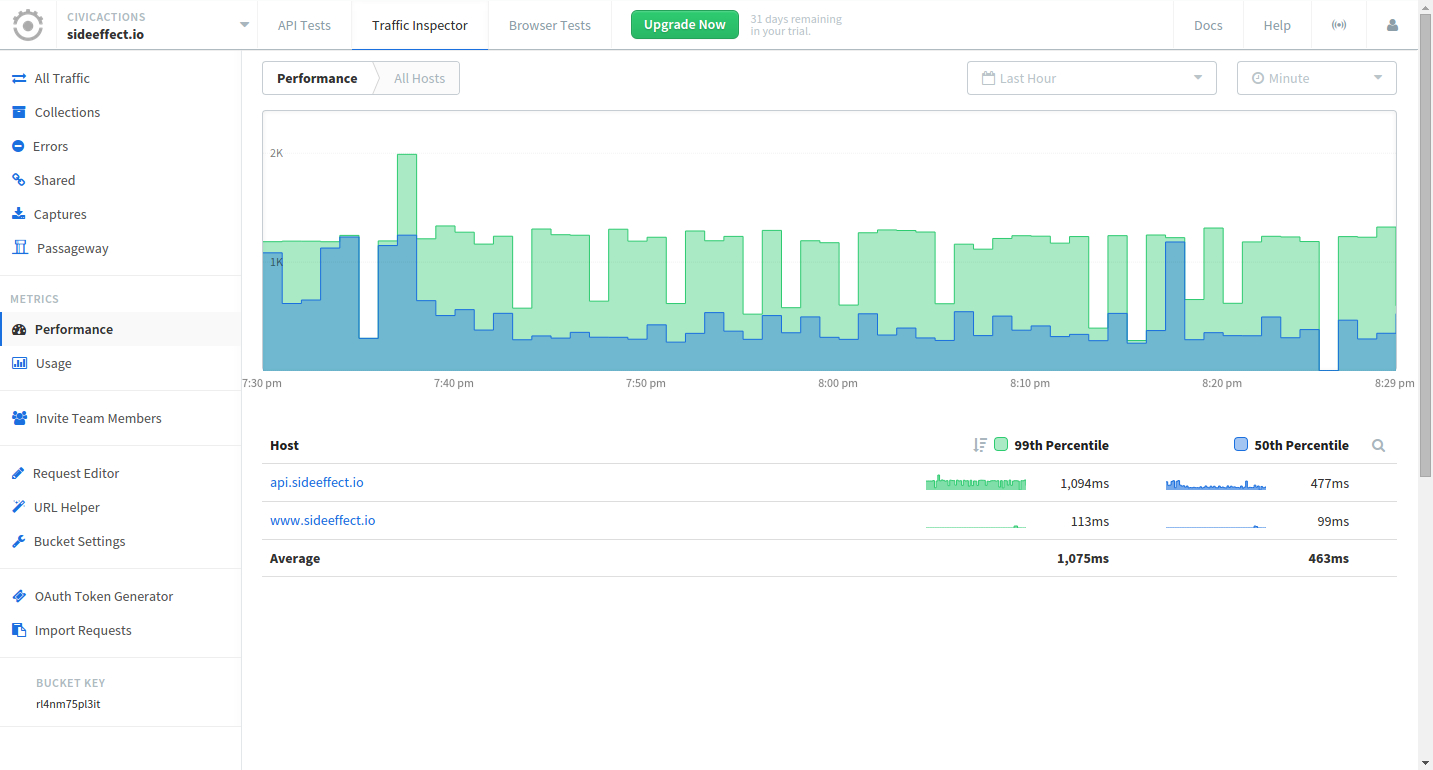 CIVICACTIONS
sideeffect.io
API Tests
Traffic Inspector
Browser Tests
Upgrade Now
31 days remaining
in your trial.
Docs
Help
All Traffic
Collections
Errors
Shared
Captures
Passageway
METRICS
Performance
Usage
Invite Team Members
Request Editor
URL Helper
Bucket Settings
OAuth Token Generator
Import Requests
BUCKET KEY
rl4nm75pl3it
Performance
All Hosts
Last Hour
Minute
2K
1K
7:30 pm 7:40 pm 7:50 pm 8:00 pm 8:10 pm 8:20 pm 8:29 pm
Host 99th Percentile 50th Percentile
api.sideeffect.io 1,094ms 477ms
www.sideeffect.io 113ms 99ms
Average 1,075ms 463ms